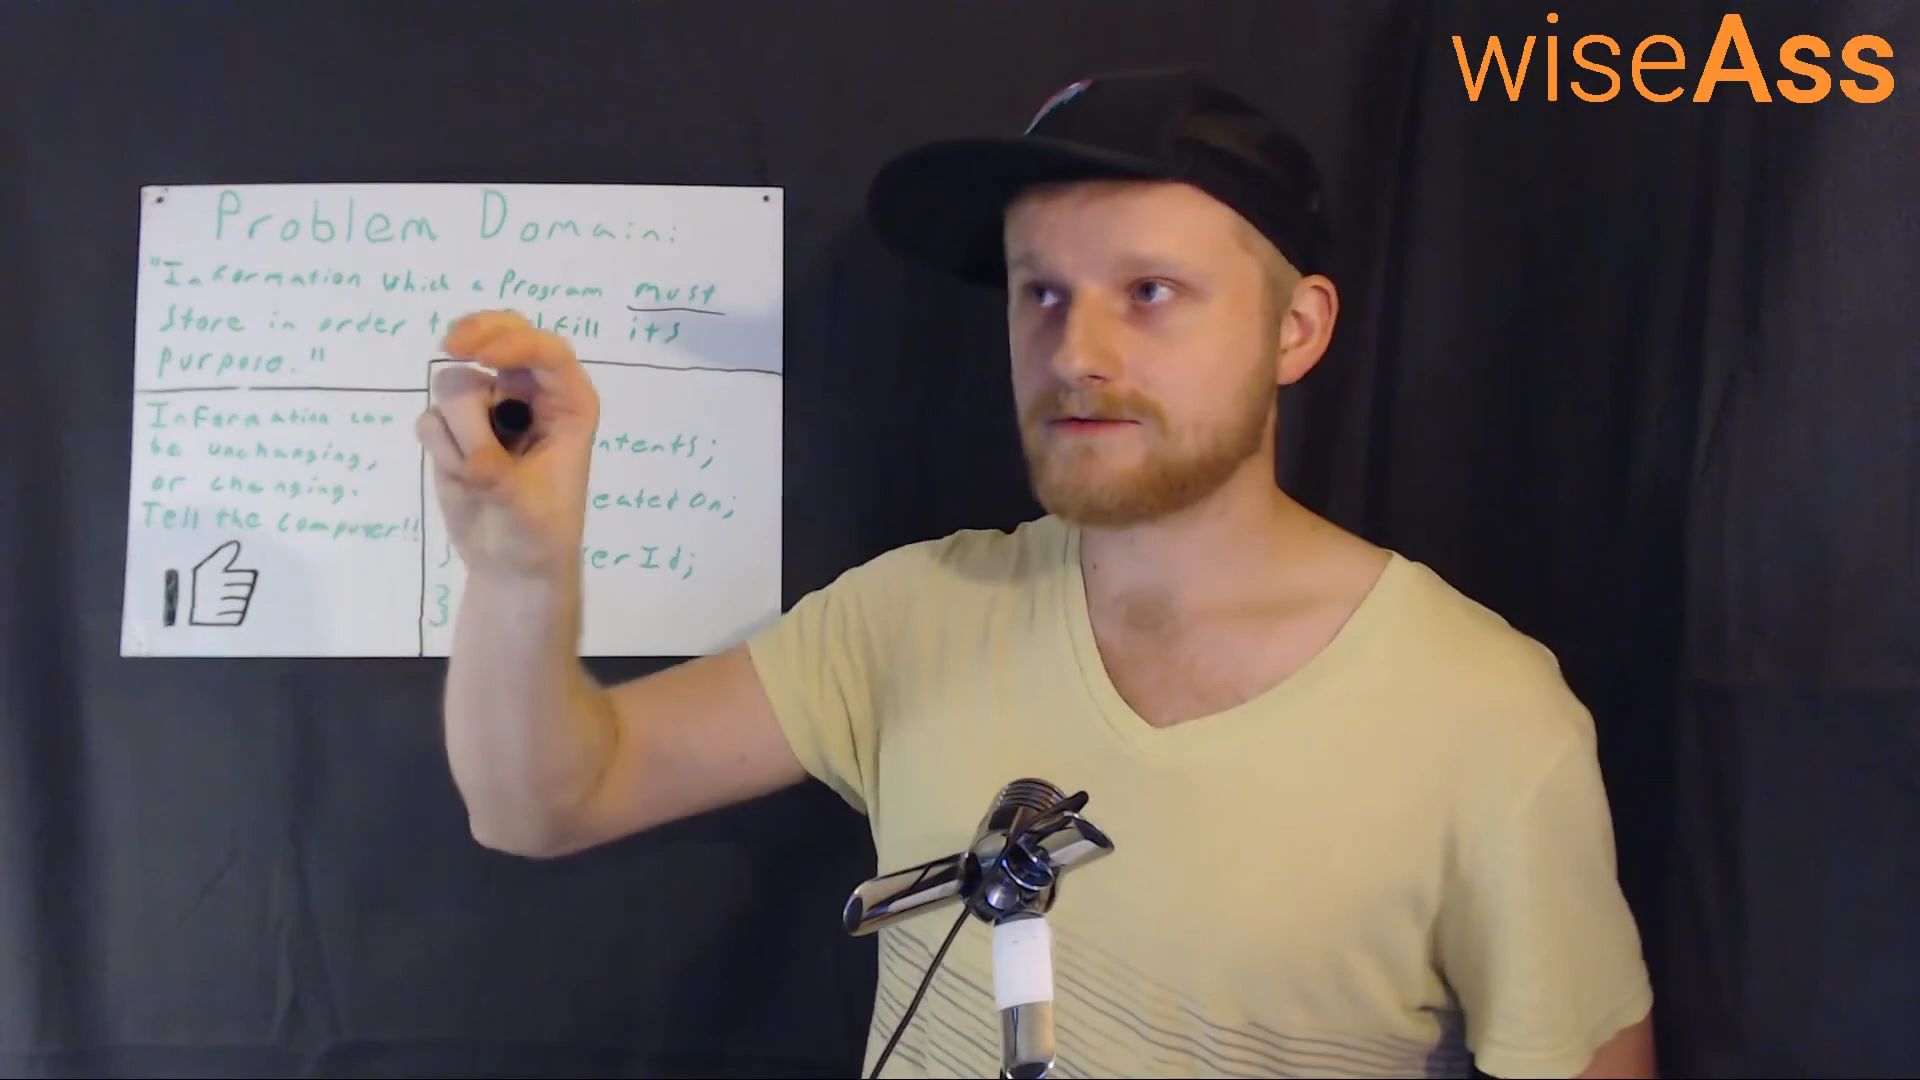 wiseAss
Problem Domain:
"Information which a Program must
Store in order to its
purpose."
Information can
be unchanging,
or changing.
Tell the computer!!
ntents;
eatedOn;
erId;
}